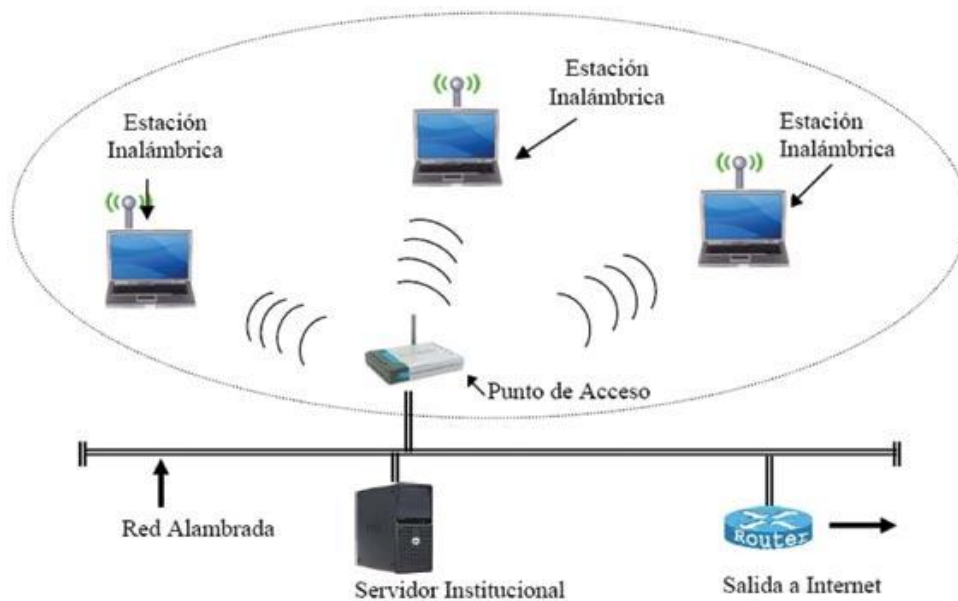 Estación
Inalámbrica
Estación
Inalámbrica
Estación
Inalámbrica
Punto de Acceso
Red Alambrada
Servidor Institucional
Router
Salida a Internet